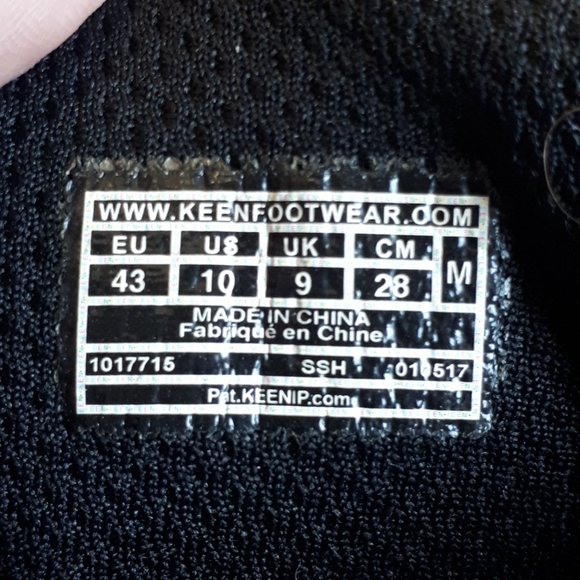 WWW.KEENFOOTWEAR.COM
EU US UK CM M
43 10 9 28
MADE IN CHINA
Fabriqué en Chine
1017715 SSH 010517
Pat.KEENIP.com